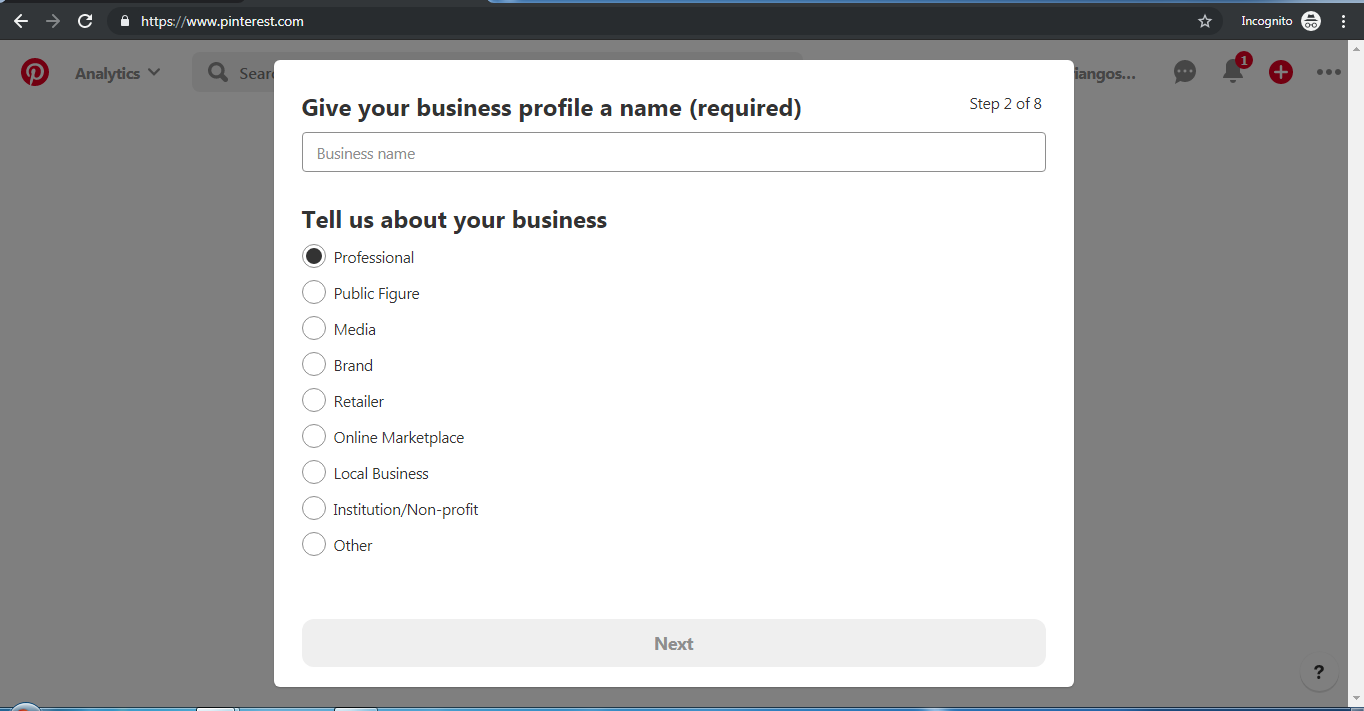 https://www.pinterest.com
Incognito
Analytics
Sear
iangos...
1
Give your business profile a name (required)
Step 2 of 8
Business name
Tell us about your business
Professional
Public Figure
Media
Brand
Retailer
Online Marketplace
Local Business
Institution/Non-profit
Other
Next
?